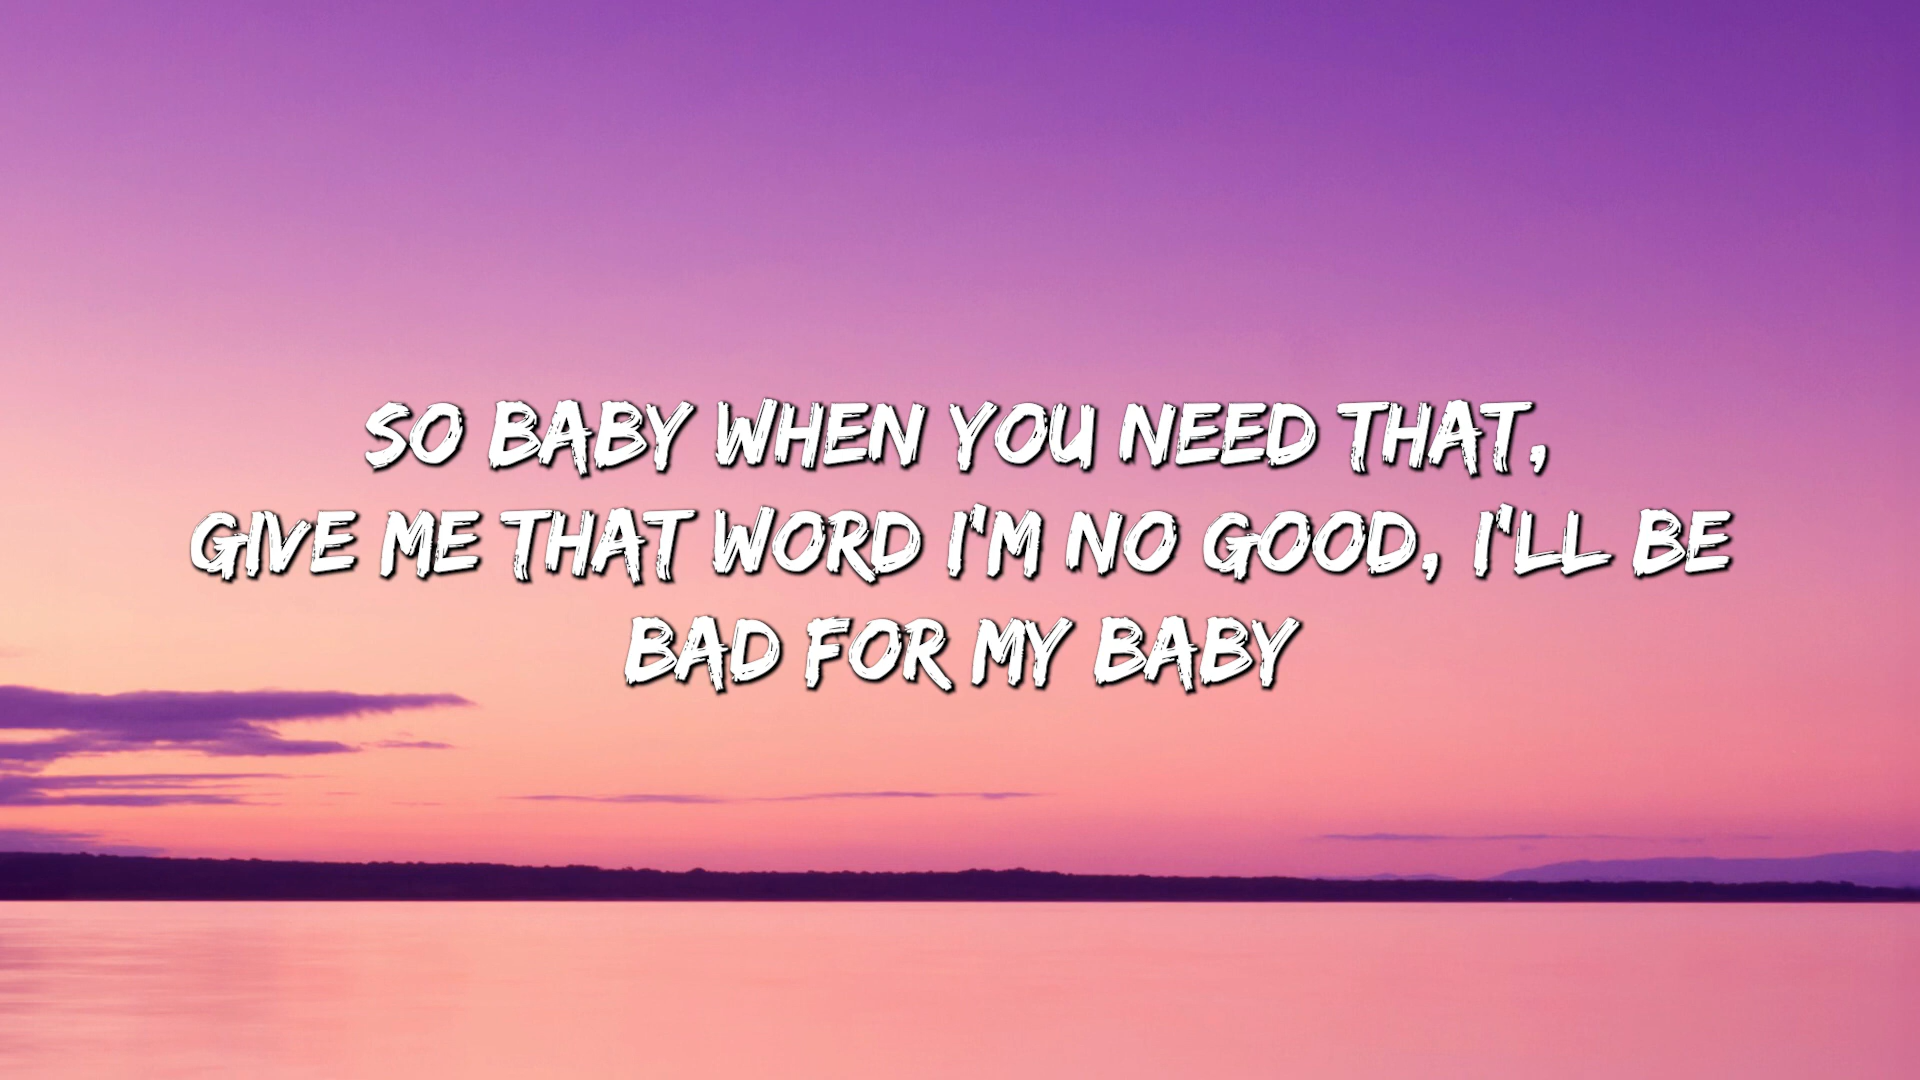 SO BABY WHEN YOU NEED THAT,
GIVE ME THAT WORD I'M NO GOOD, I'LL BE
BAD FOR MY BABY